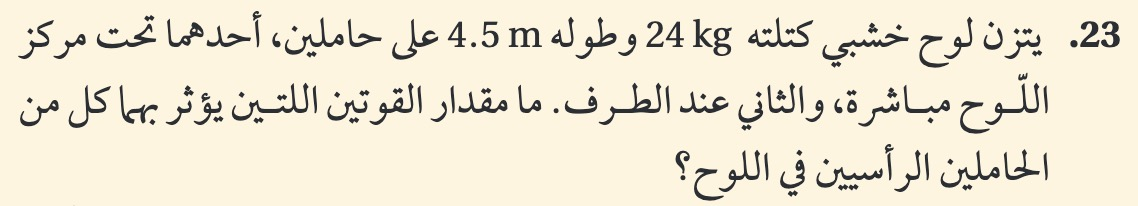 23. يتزن لوح خشبي كتلته 24 kg وطوله 4.5 m على حاملين، أحدهما تحت مركز
اللّوح مباشرة، والثاني عند الطرف. ما مقدار القوتين اللتين يؤثر بهما كل من
الحاملين الرأسيين في اللوح؟